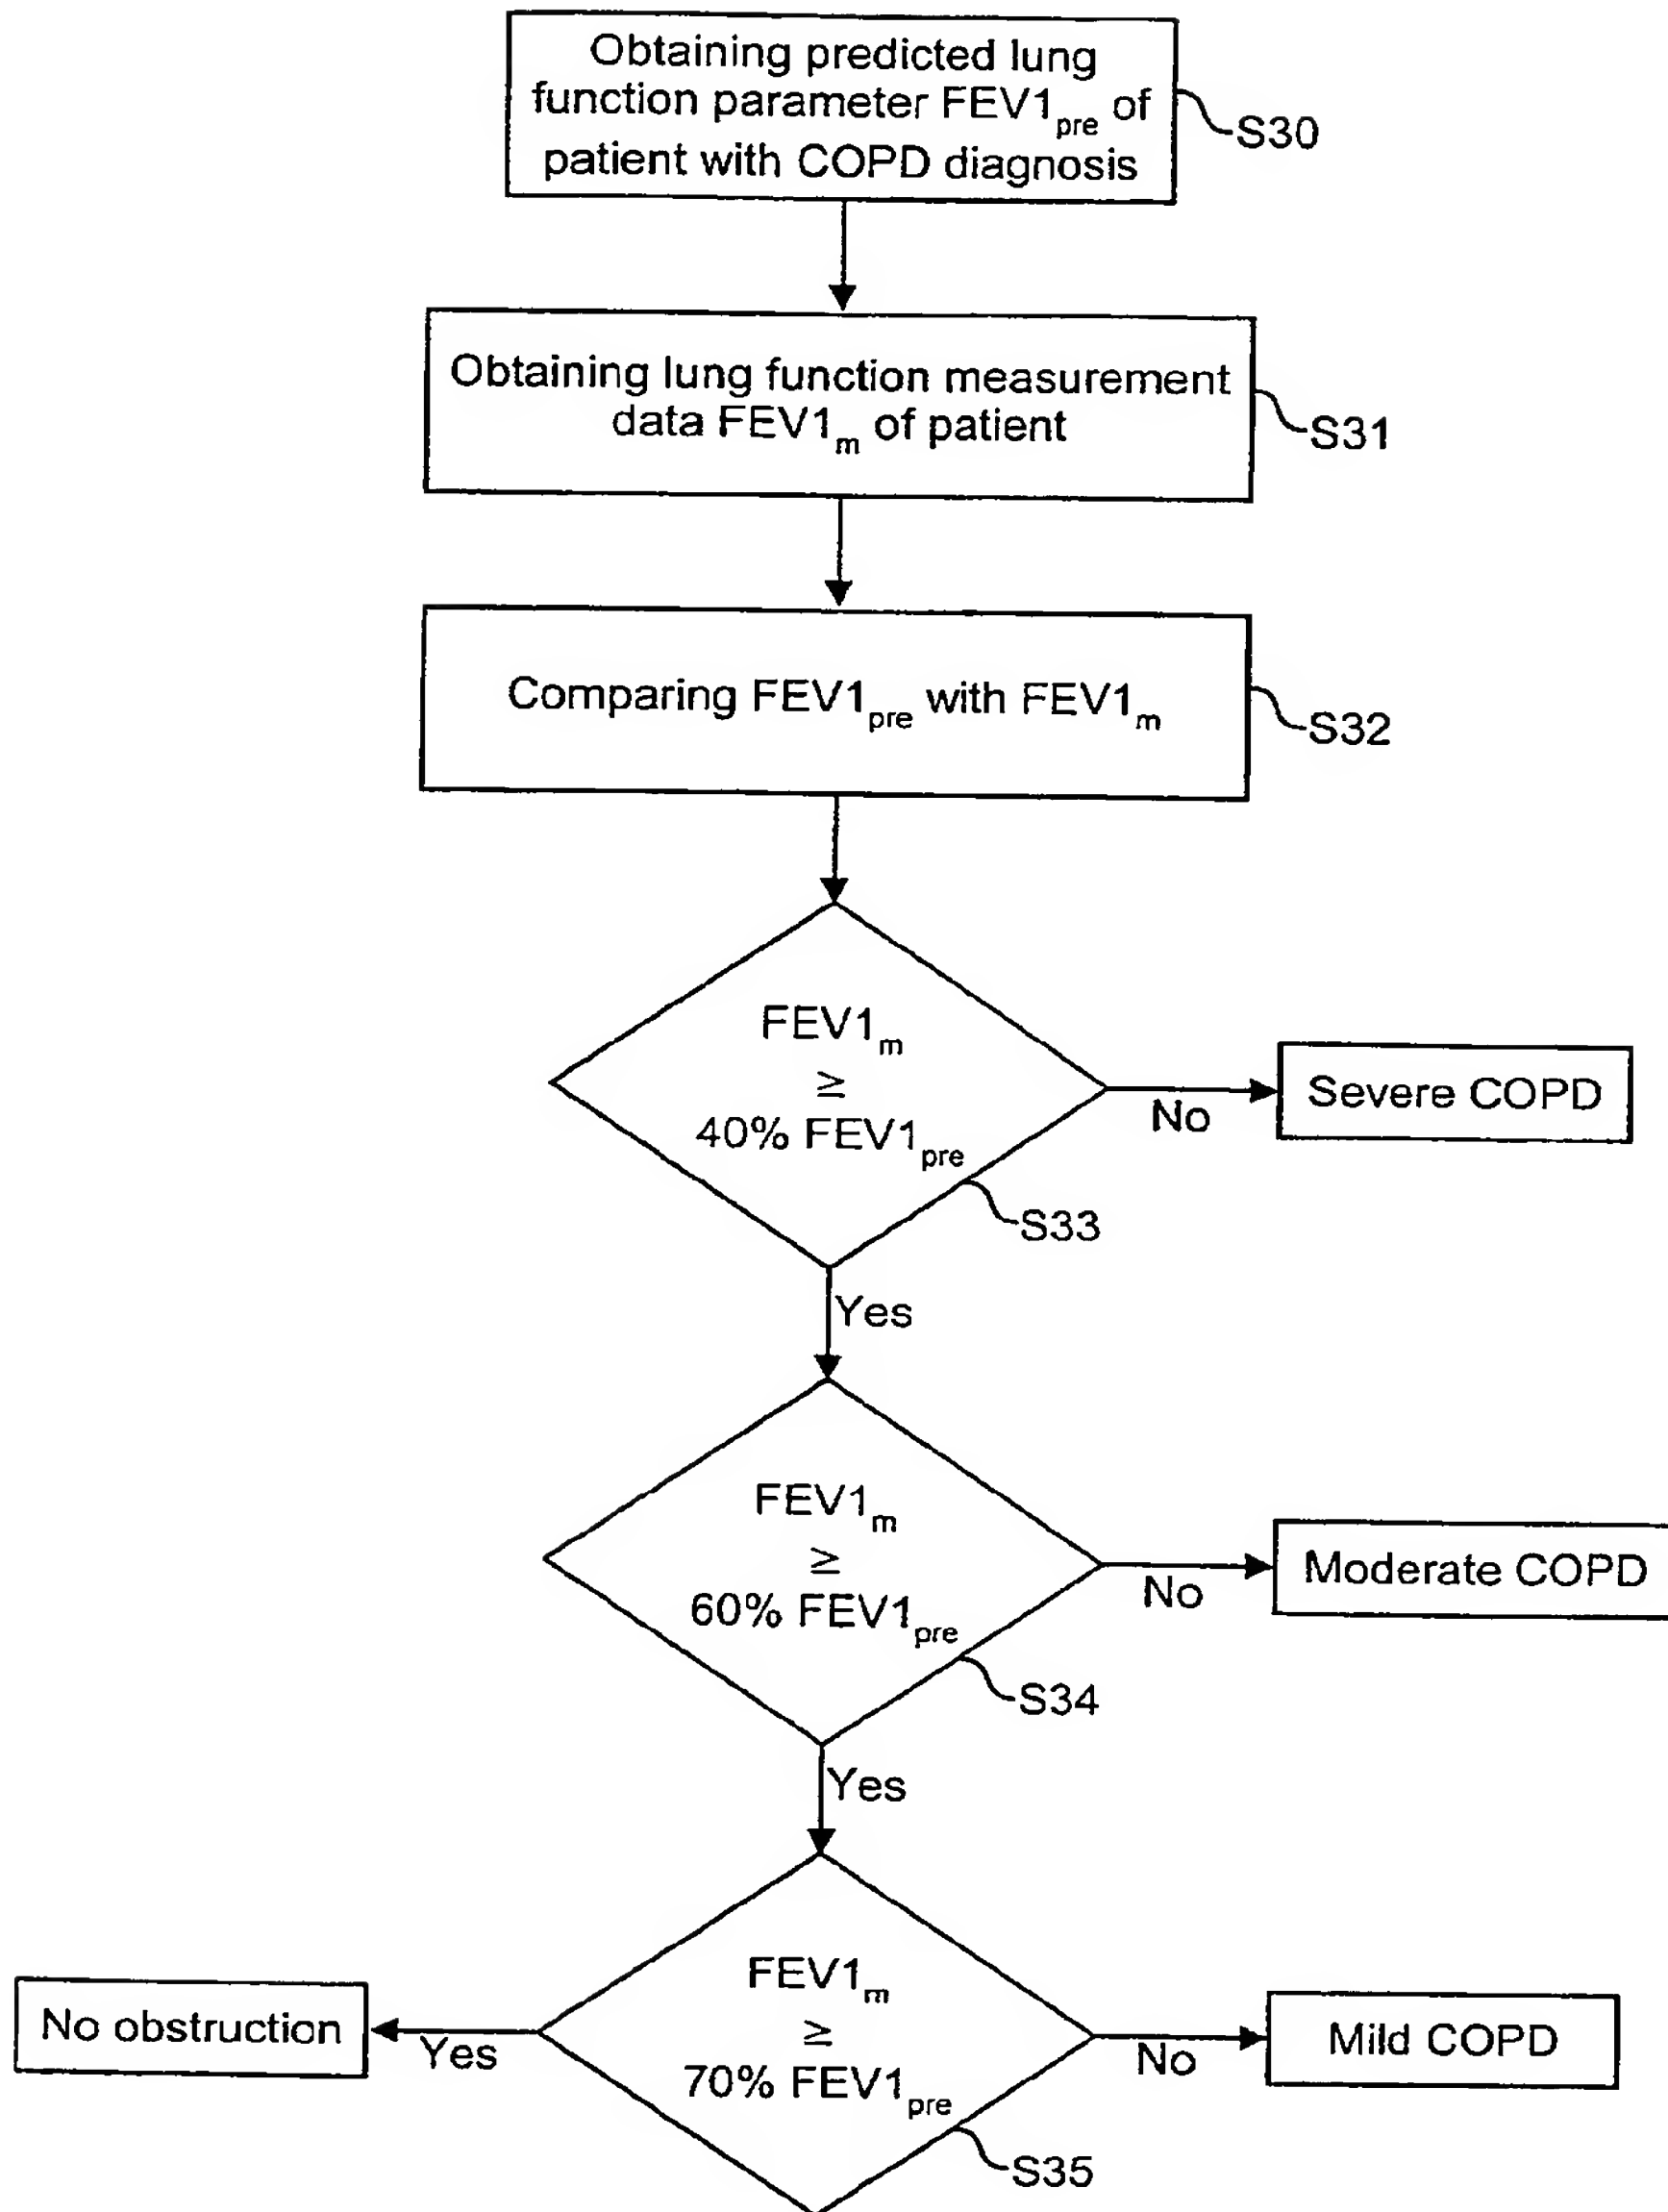 Obtaining predicted lung
function parameter FEV1pre of
patient with COPD diagnosis
S30
Obtaining lung function measurement
data FEV1m of patient
S31
Comparing FEV1pre with FEV1m
S32
FEV1m
≥
40% FEV1pre
No
Severe COPD
S33
Yes
FEV1m
≥
60% FEV1pre
No
Moderate COPD
S34
Yes
FEV1m
≥
70% FEV1pre
No obstruction
Yes
No
Mild COPD
S35